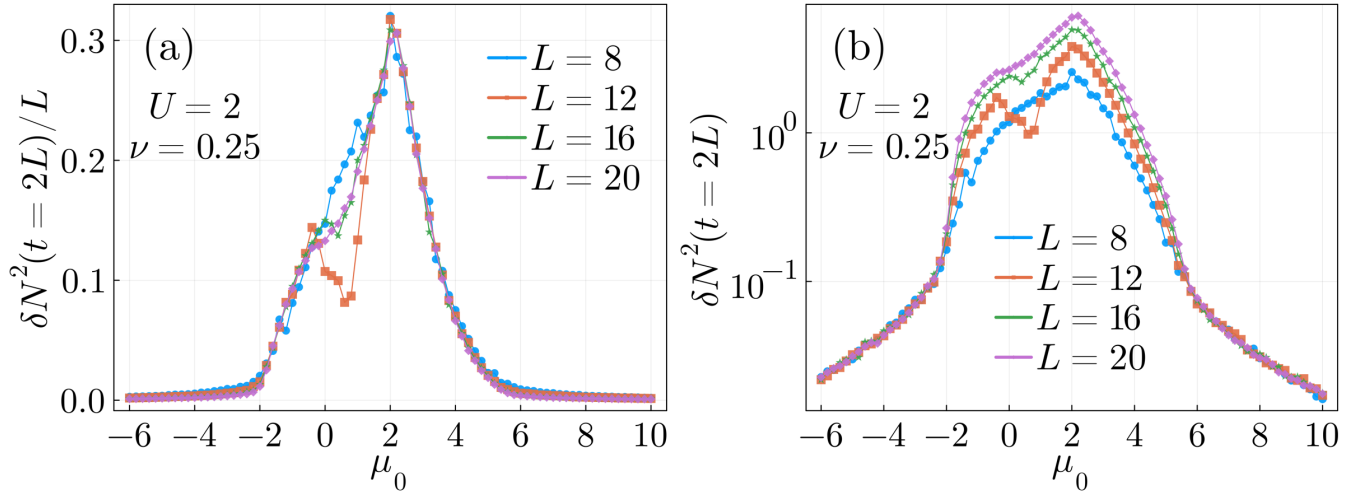 (a)
U = 2
ν = 0.25
L = 8
L = 12
L = 16
L = 20
δN²(t = 2L)/L
0.3
0.2
0.1
0.0
−6 −4 −2 0 2 4 6 8 10
μ₀
(b)
U = 2
ν = 0.25
L = 8
L = 12
L = 16
L = 20
δN²(t = 2L)
10⁰
10⁻¹
−6 −4 −2 0 2 4 6 8 10
μ₀